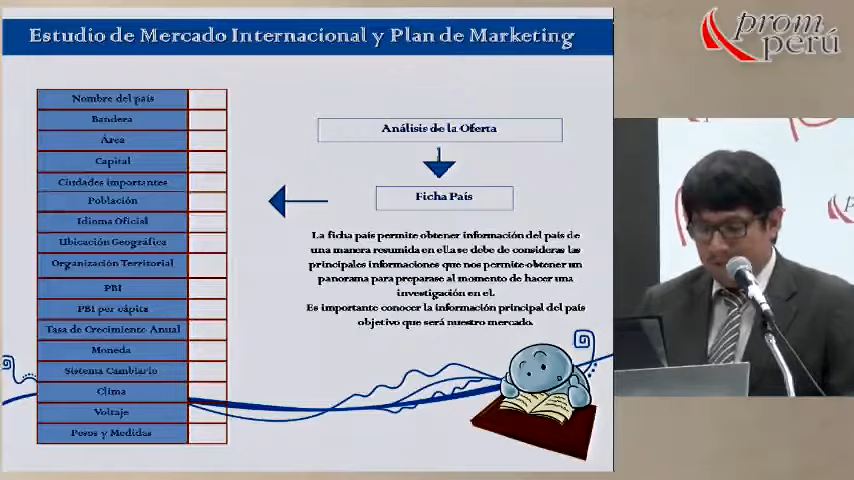 Estudio de Mercado Internacional y Plan de Marketing
prom
perú
Nombre del país
Bandera
Área
Capital
Ciudades importantes
Población
Idioma Oficial
Ubicación Geográfica
Organización Territorial
PBI
PBI per cápita
Tasa de Crecimiento Anual
Moneda
Sistema Cambiario
Clima
Voltaje
Pesos y Medidas
Análisis de la Oferta
Ficha País
La ficha país permite obtener información del país de
una manera resumida en ella se debe de consideras las
principales informaciones que nos permite obtener un
panorama para preparase al momento de hacer una
investigación en el.
Es importante conocer la información principal del país
objetivo que será nuestro mercado.